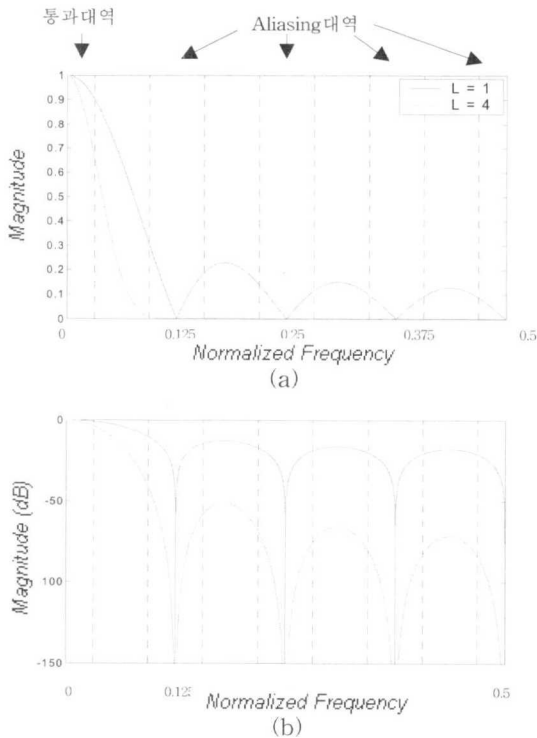 통과대역
Aliasing대역
1
0.9
0.8
0.7
0.6
0.5
0.4
0.3
0.2
0.1
0
Magnitude
L = 1
L = 4
0
0.125
0.25
0.375
0.5
Normalized Frequency
(a)
0
-50
100
-150
Magnitude (dB)
0
0.125
0.5
Normalized Frequency
(b)